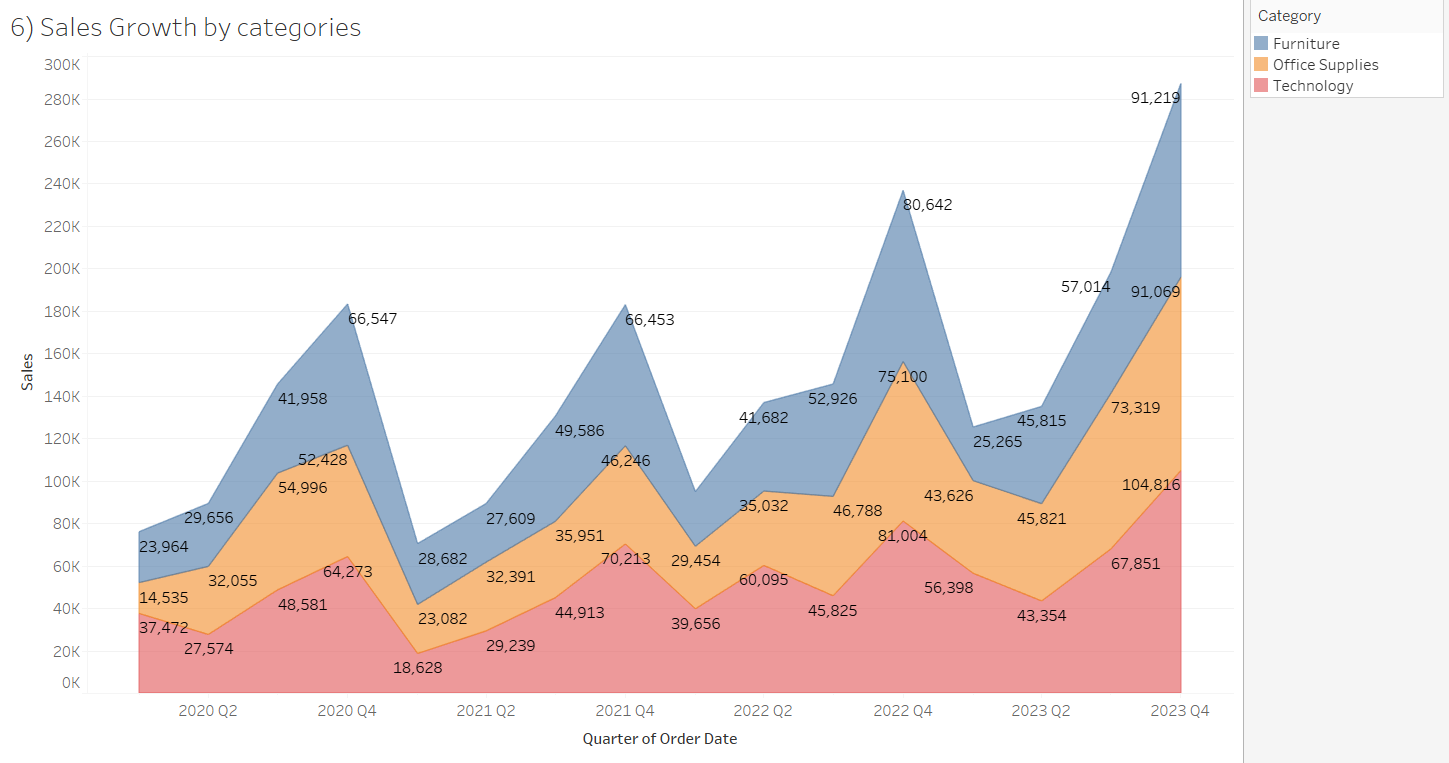 6) Sales Growth by categories
Category
Furniture
Office Supplies
Technology
300K
280K
260K
240K
220K
200K
180K
160K
140K
120K
100K
80K
60K
40K
20K
0K
Sales
91,219
80,642
57,014
91,069
66,547
66,453
75,100
41,958
52,926
73,319
41,682
45,815
49,586
25,265
52,428
46,246
54,996
104,816
43,626
29,656
27,609
35,032
46,788
45,821
23,964
35,951
81,004
28,682
70,213
29,454
67,851
64,273
32,391
32,055
60,095
56,398
14,535
48,581
44,913
45,825
43,354
23,082
37,472
39,656
27,574
29,239
18,628
2020 Q2
2020 Q4
2021 Q2
2021 Q4
2022 Q2
2022 Q4
2023 Q2
2023 Q4
Quarter of Order Date